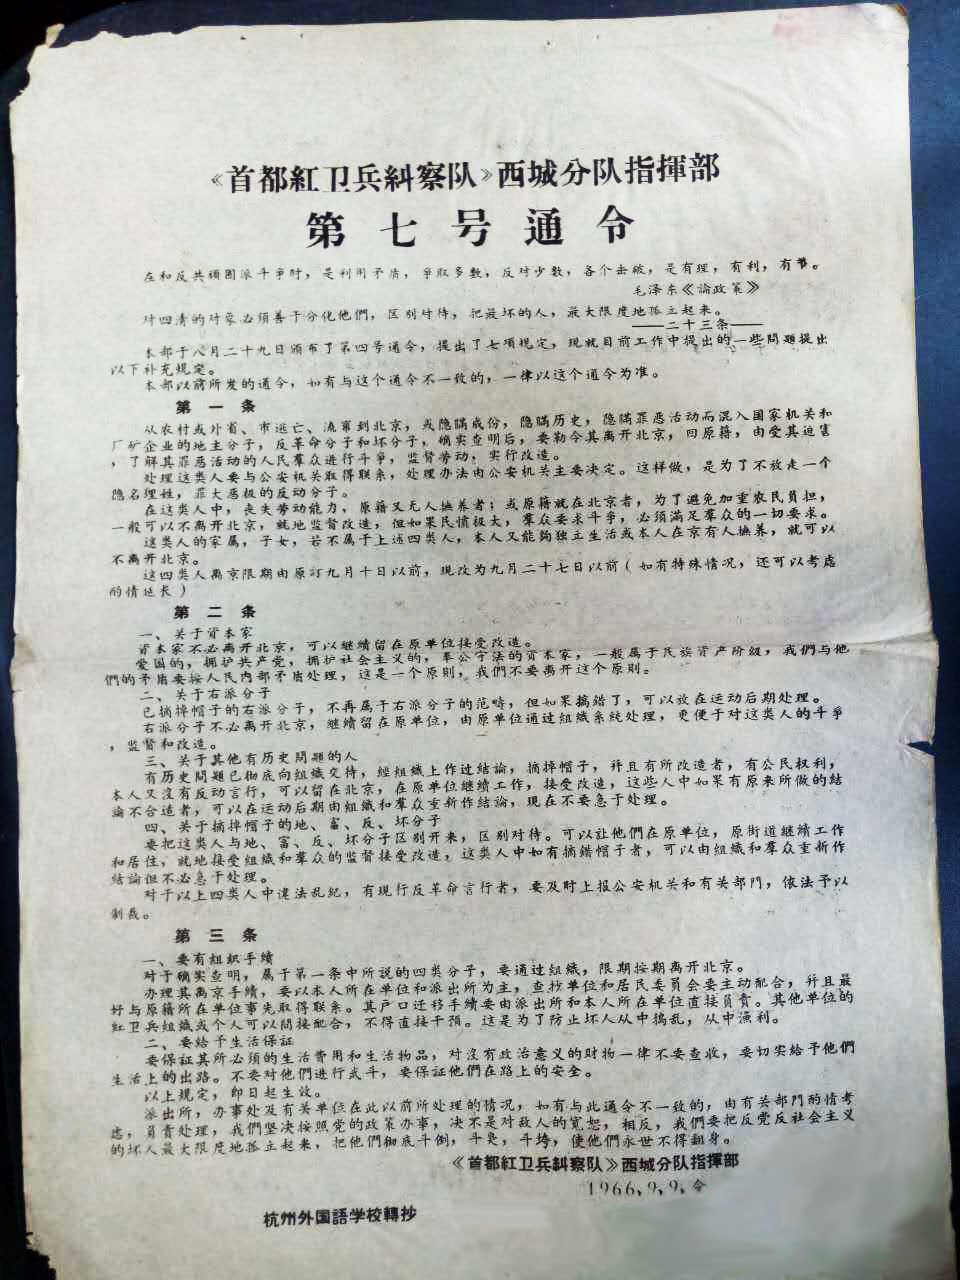 《首都紅卫兵糾察队》西城分队指揮部
第七号通令
在和反共頑固派斗爭时，是利用矛盾，爭取多数，反对少数，各个击破，是有理，有利，有节。
毛泽东《論政策》
对四清的对象必須善于分化他們，区別对待，把最坏的人，最大限度地孤立起来。
——二十三条——
本部于八月二十九日頒布了第四号通令，提出了七項規定，現就目前工作中提出的一些問題提出
以下补充規定。
本部以前所发的通令，如有与这个通令不一致的，一律以这个通令为准。
第一条
从农村或外省、市逃亡、流竄到北京，或隐瞞成份，隐瞞历史，隐瞞罪恶活动而混入国家机关和
厂矿企业的地主分子，反革命分子和坏分子，确实查明后，要勒令其离开北京，回原籍，由受其迫害
，了解其罪恶活动的人民羣众进行斗爭，监督劳动，实行改造。
处理这类人要与公安机关取得联系，处理办法由公安机关主要决定。这样做，是为了不放走一个
隐名埋姓，罪大恶极的反动分子。
在这类人中，丧失劳动能力，原籍又无人撫养者；或原籍就在北京者，为了避免加重农民負担，
一般可以不离开北京，就地监督改造，但如果民愤极大，羣众要求斗爭，必須滿足羣众的一切要求。
这类人的家属，子女，若不属于上述四类人，本人又能夠独立生活或本人在京有人撫养，就可以
不离开北京。
这四类人离京限期由原訂九月十日以前，現改为九月二十七日以前（如有特殊情况，还可以考虑
酌情延长）
第二条
一、关于资本家
資本家不必离开北京，可以继續留在原单位接受改造。
爱国的，拥护共产党，拥护社会主义的，奉公守法的資本家，一般属于民族資产阶級，我們与他
們的矛盾要按人民内部矛盾处理，这是一个原則，我們不要离开这个原則。
二、关于右派分子
已摘掉帽子的右派分子，不再属于右派分子的范畴，但如果搞錯了，可以放在运动后期处理。
右派分子不必离开北京，継續留在原单位，由原单位通过組織系統处理，更便于对这类人的斗爭
，监督和改造。
三、关于其他有历史問題的人
有历史問題已彻底向組織交待，經組織上作过結論，摘掉帽子，并且有所改造者，有公民权利，
本人又沒有反动言行，可以留在北京，在原单位継續工作，接受改造，这些人中如果有原来所做的結
論不合适者，可以在运动后期由組織和羣众重新作結論，現在不要急于处理。
四、关于摘掉帽子的地、富、反、坏分子
要把这类人与地、富、反、坏分子区別开来，区別对待。可以让他們在原单位，原街道継續工作
和居住，就地接受組織和羣众的监督接受改造，这类人中如有摘錯帽子者，可以由組織和羣众重新作
結論但不必急于处理。
对于以上四类人中违法乱紀，有現行反革命言行者，要及时上报公安机关和有关部門，依法予以
制裁。
第三条
一、要有組織手續
对于确实查明，属于第一条中所説的四类分子，要通过組織，限期按期离开北京。
办理其离京手續，要以本人所在单位和派出所为主，查抄单位和居民委員会要主动配合，并且最
好与原籍所在单位事先取得联系。其戶口迁移手續要由派出所和本人所在单位直接負責。其他单位的
紅卫兵組織或个人可以間接配合，不得直接干預。这是为了防止坏人从中搗乱，从中漁利。
二、要給予生活保証
要保証其所必須的生活費用和生活物品，对沒有政治意义的財物一律不要查收，要切实給予他們
生活上的出路。不要对他們进行武斗，要保証他們在路上的安全。
以上規定，即日起生效。
派出所，办事处及有关单位在此以前所处理的情况，如有与此通令不一致的，由有关部門酌情考
虑，負責处理，我們坚决按照党的政策办事，决不是对敌人的寬恕，相反，我們要把反党反社会主义
的坏人最大限度地孤立起来，把他們彻底斗倒，斗臭，斗垮，使他們永世不得翻身。
《首都紅卫兵糾察队》西城分队指揮部
1966.9.9.令
杭州外国語学校轉抄